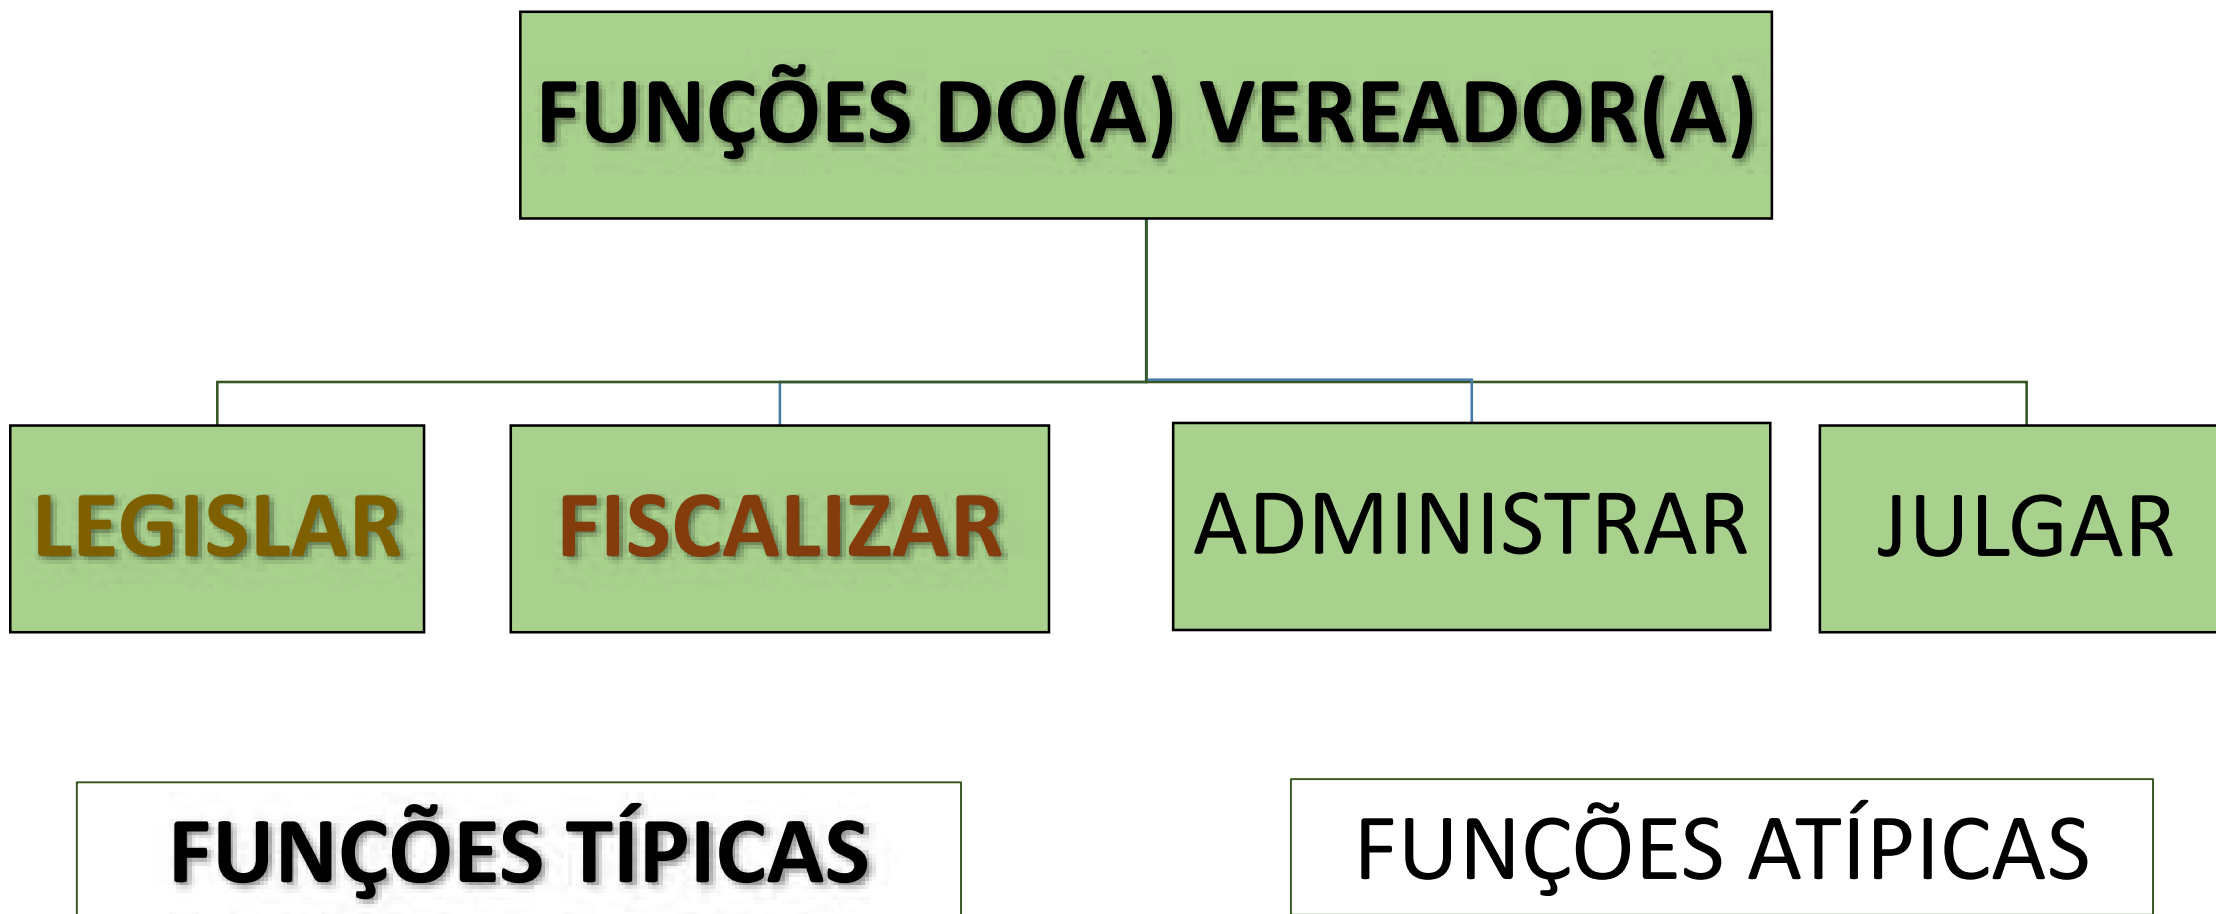 FUNÇÕES DO(A) VEREADOR(A)
LEGISLAR
FISCALIZAR
ADMINISTRAR
JULGAR
FUNÇÕES TÍPICAS
FUNÇÕES ATÍPICAS